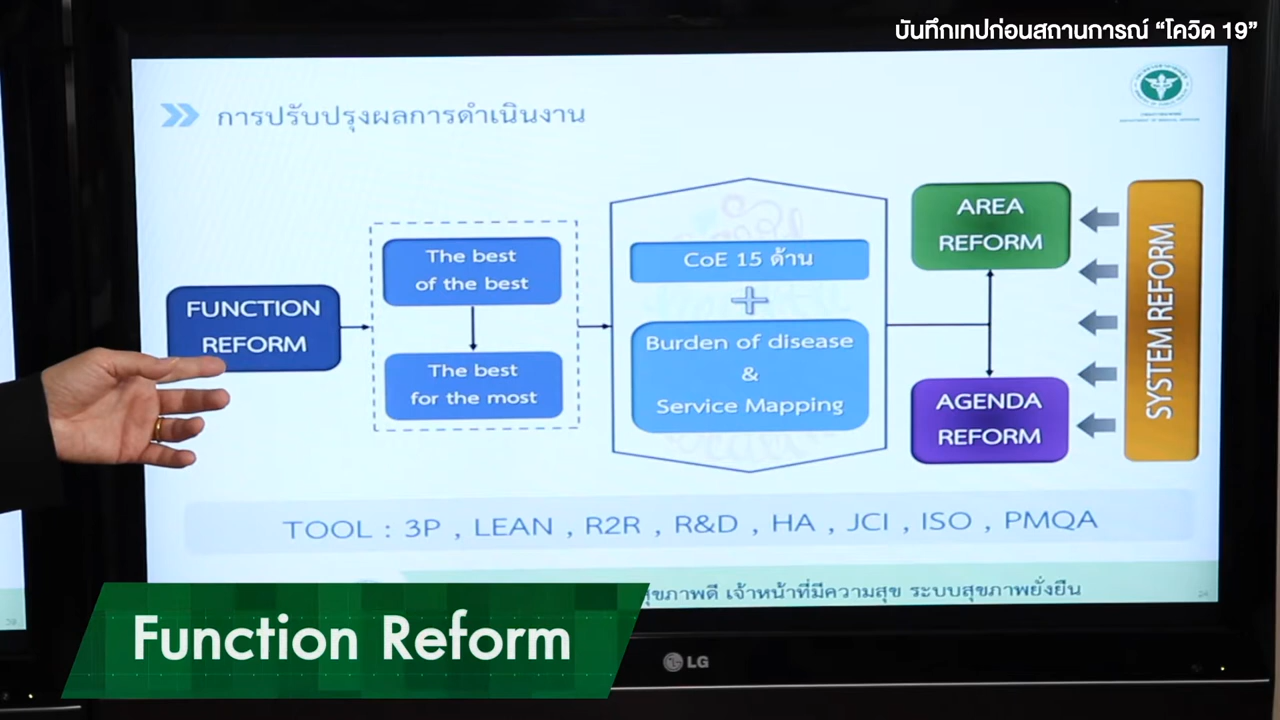 บันทึกเทปก่อนสถานการณ์ “โควิด 19”
การปรับปรุงผลการดำเนินงาน
FUNCTION
REFORM
The best
of the best
The best
for the most
CoE 15 ด้าน
+
Burden of disease
&
Service Mapping
AREA
REFORM
AGENDA
REFORM
SYSTEM REFORM
TOOL : 3P , LEAN , R2R , R&D , HA , JCI , ISO , PMQA
สุขภาพดี เจ้าหน้าที่มีความสุข ระบบสุขภาพยั่งยืน
24
Function Reform
LG